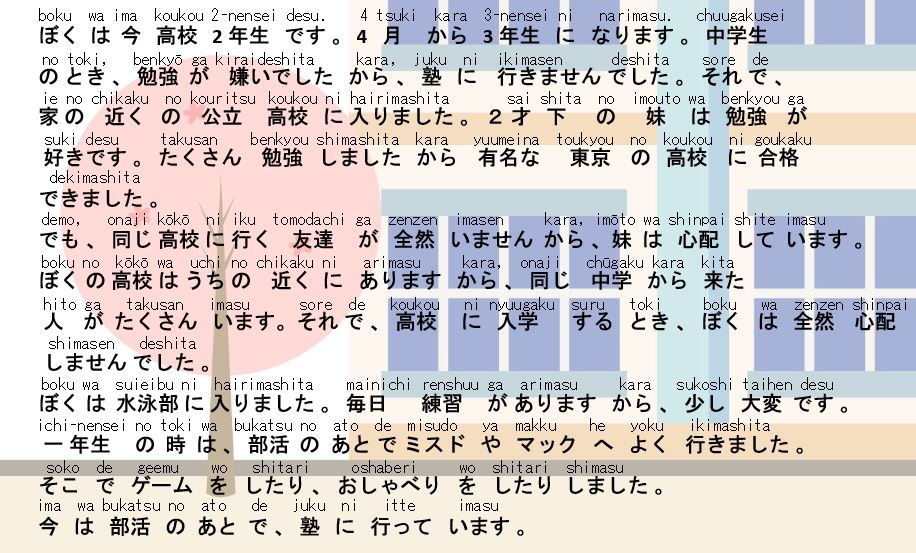 boku wa ima koukou 2-nensei desu. 4 tsuki kara 3-nensei ni narimasu. chuugakusei
ぼく は 今 高校 2 年生 です 。 4 月 から 3 年生 に なります 。 中学生
no toki, benkyō ga kiraideshita kara, juku ni ikimasen deshita sore de
の とき 、 勉強 が 嫌いでした から 、 塾 に 行きません でした 。 それ で 、
ie no chikaku no kouritsu koukou ni hairimashita sai shita no imouto wa benkyou ga
家 の 近く の 公立 高校 に 入りました 。 2 才 下 の 妹 は 勉強 が
suki desu takusan benkyou shimashita kara yuumeina toukyou no koukou ni goukaku
好き です 。 たくさん 勉強 しました から 有名な 東京 の 高校 に 合格
dekimashita
できました 。
demo, onaji kōkō ni iku tomodachi ga zenzen imasen kara, imōto wa shinpai shite imasu
でも 、 同じ 高校 に 行く 友達 が 全然 いません から 、 妹 は 心配 して います 。
boku no kōkō wa uchi no chikaku ni arimasu kara, onaji chūgaku kara kita
ぼく の 高校 は うち の 近く に あります から 、 同じ 中学 から 来た
hito ga takusan imasu sore de koukou ni nyuugaku suru toki boku wa zenzen shinpai
人 が たくさん います 。 それ で 、 高校 に 入学 する とき 、 ぼく は 全然 心配
shimasen deshita
しません でした 。
boku wa suieibu ni hairimashita mainichi renshuu ga arimasu kara sukoshi taihen desu
ぼく は 水泳部 に 入りました 。 毎日 練習 が あります から 、 少し 大変 です 。
ichi-nensei no toki wa bukatsu no ato de misudo ya makku he yoku ikimashita
一 年生 の 時 は 、 部活 の あと で ミスド や マック へ よく 行きました 。
soko de geemu wo shitari oshaberi wo shitari shimasu
そこ で ゲーム を したり 、 おしゃべり を したり しました 。
ima wa bukatsu no ato de juku ni itte imasu
今 は 部活 の あと で 、 塾 に 行って います 。